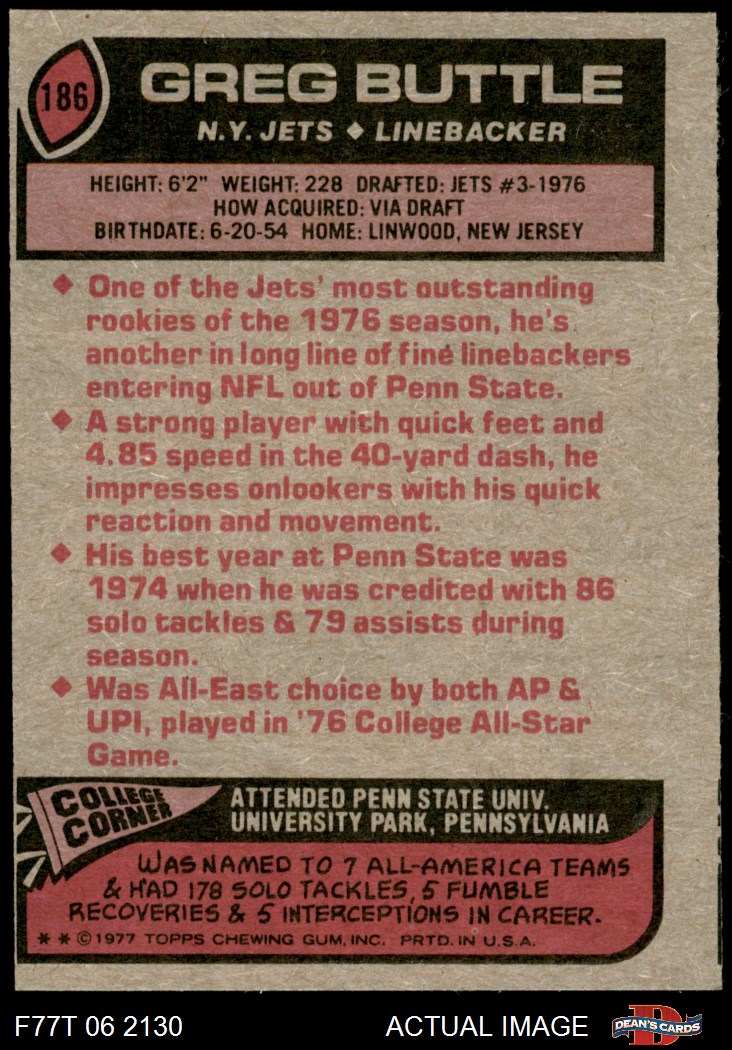 186
GREG BUTTLE
N.Y. JETS ◆ LINEBACKER
HEIGHT: 6'2" WEIGHT: 228 DRAFTED: JETS #3-1976
HOW ACQUIRED: VIA DRAFT
BIRTHDATE: 6-20-54 HOME: LINWOOD, NEW JERSEY
◆ One of the Jets' most outstanding
rookies of the 1976 season, he's
another in long line of fine linebackers
entering NFL out of Penn State.
◆ A strong player with quick feet and
4.85 speed in the 40-yard dash, he
impresses onlookers with his quick
reaction and movement.
◆ His best year at Penn State was
1974 when he was credited with 86
solo tackles & 79 assists during
season.
◆ Was All-East choice by both AP &
UPI, played in '76 College All-Star
Game.
COLLEGE
CORNER
ATTENDED PENN STATE UNIV.
UNIVERSITY PARK, PENNSYLVANIA
WAS NAMED TO 7 ALL-AMERICA TEAMS
& HAD 178 SOLO TACKLES, 5 FUMBLE
RECOVERIES & 5 INTERCEPTIONS IN CAREER.
* * © 1977 TOPPS CHEWING GUM, INC. PRTD. IN U.S.A.
F77T 06 2130 ACTUAL IMAGE D DEAN'S CARDS